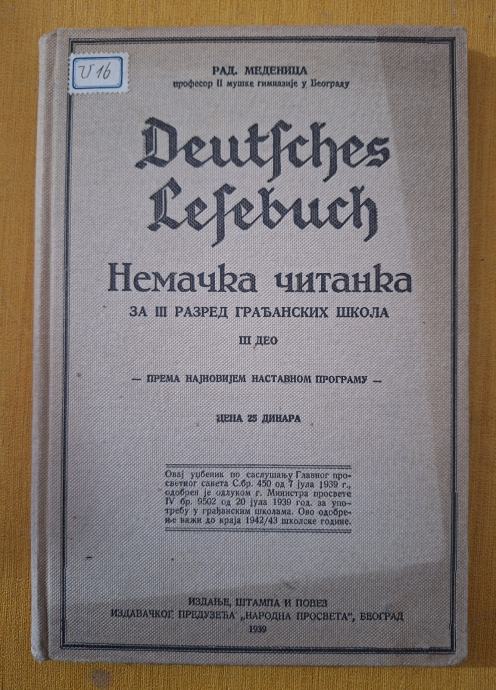 V 16
РАД. МЕДЕНИЦА
професор II мушке гимназије у Београду
Deutsches
Lesebuch
Немачка читанка
ЗА III РАЗРЕД ГРАЂАНСКИХ ШКОЛА
III ДЕО
— ПРЕМА НАЈНОВИЈЕМ НАСТАВНОМ ПРОГРАМУ —
ЦЕНА 25 ДИНАРА
Овај уџбеник по саслушању Главног про-
светног савета С.бр. 450 од 7 јула 1939 г.,
одобрен је одлуком г. Министра просвете
IV бр. 9502 од 20 јула 1939 год. за упо-
требу у грађанским школама. Ово одобре-
ње важи до краја 1942/43 школске године.
ИЗДАЊЕ, ШТАМПА И ПОВЕЗ
ИЗДАВАЧКОГ ПРЕДУЗЕЋА „НАРОДНА ПРОСВЕТА“, БЕОГРАД
1939